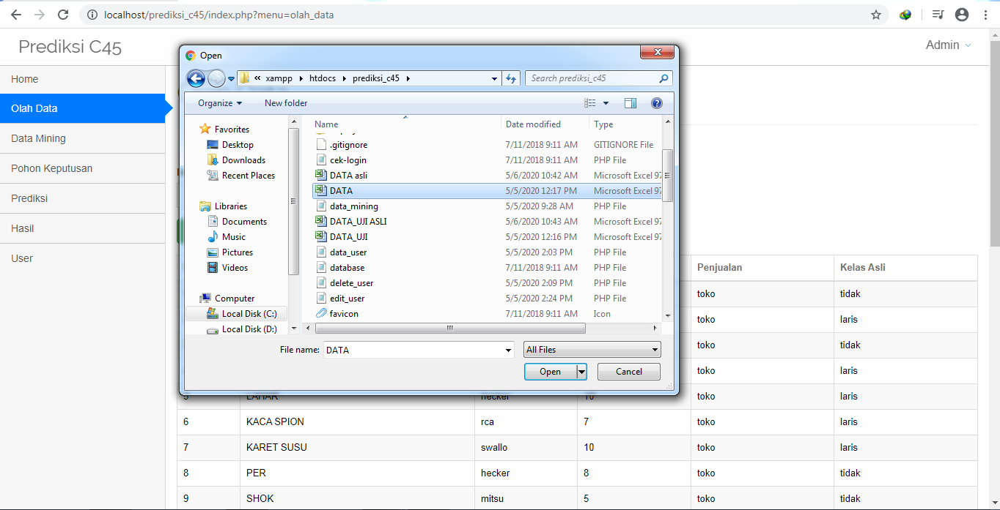 localhost/prediksi_c45/index.php?menu=olah_data
Prediksi C45
Admin
Home
Olah Data
Data Mining
Pohon Keputusan
Prediksi
Hasil
User
Open
« xampp htdocs prediksi_c45
Search prediksi_c45
Organize New folder
Favorites
Desktop
Downloads
Recent Places
Libraries
Documents
Music
Pictures
Videos
Computer
Local Disk (C:)
Local Disk (D:)
Name Date modified Type
.gitignore 7/11/2018 9:11 AM GITIGNORE File
cek-login 7/11/2018 9:11 AM PHP File
DATA asli 5/6/2020 10:42 AM Microsoft Excel 97
DATA 5/5/2020 12:17 PM Microsoft Excel 97
data_mining 5/5/2020 9:28 AM PHP File
DATA_UJI ASLI 5/6/2020 10:43 AM Microsoft Excel 97
DATA_UJI 5/5/2020 12:16 PM Microsoft Excel 97
data_user 5/5/2020 2:03 PM PHP File
database 7/11/2018 9:11 AM PHP File
delete_user 5/5/2020 2:09 PM PHP File
edit_user 5/5/2020 2:24 PM PHP File
favicon 7/11/2018 9:11 AM Icon
File name: DATA All Files
Open Cancel
Penjualan Kelas Asli
toko tidak
toko laris
toko tidak
toko laris
5 LAHAR hecker 10 toko laris
6 KACA SPION rca 7 toko laris
7 KARET SUSU swallo 10 toko laris
8 PER hecker 8 toko tidak
9 SHOK mitsu 5 toko tidak